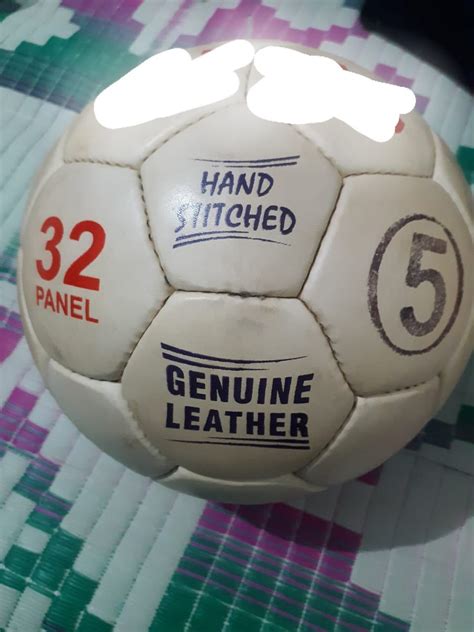 HAND
STITCHED
32
PANEL
5
GENUINE
LEATHER